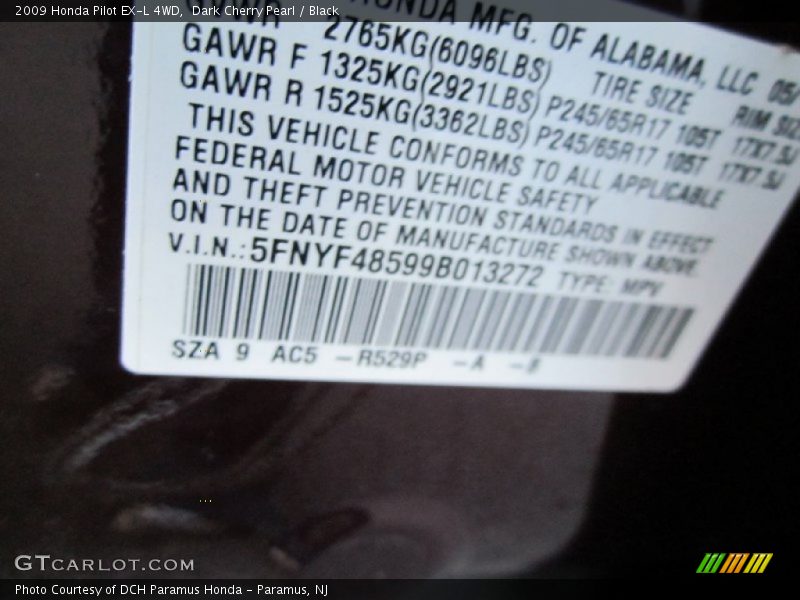 2009 Honda Pilot EX-L 4WD, Dark Cherry Pearl / Black
HONDA MFG. OF ALABAMA, LLC 05/
2765KG(6096LBS) TIRE SIZE RIM SIZ
GAWR F 1325KG(2921LBS) P245/65R17 105T 17X7.5J
GAWR R 1525KG(3362LBS) P245/65R17 105T 17X7.5J
THIS VEHICLE CONFORMS TO ALL APPLICABLE
FEDERAL MOTOR VEHICLE SAFETY
AND THEFT PREVENTION STANDARDS IN EFFECT
ON THE DATE OF MANUFACTURE SHOWN ABOVE.
V.I.N.: 5FNYF48599B013272 TYPE: MPV
SZA 9 AC5 -R529P -A
GTCARLOT.COM
Photo Courtesy of DCH Paramus Honda - Paramus, NJ